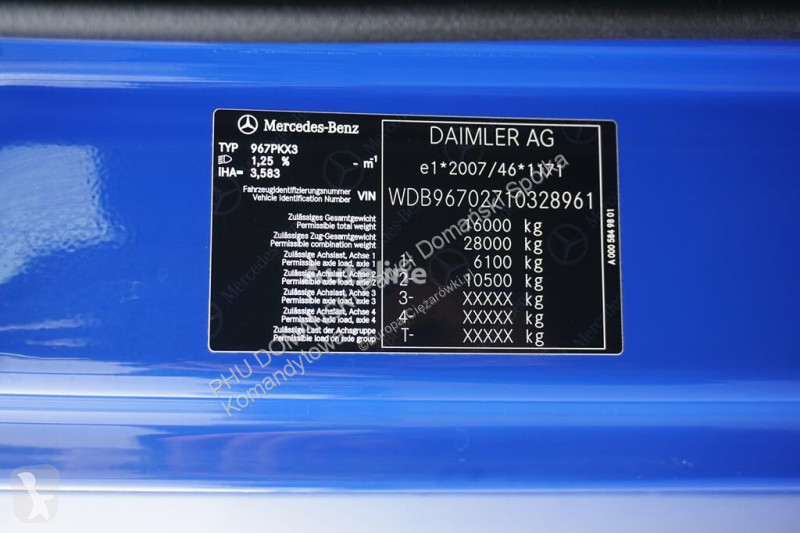 Mercedes-Benz
TYP 967PKX3
1,25 % - m⁻¹
iHA= 3,583
Fahrzeugidentifizierungsnummer
Vehicle Identification Number VIN
DAIMLER AG
e1*2007/46*1171
WDB96702710328961
Zulässiges Gesamtgewicht
Permissible total weight 16000 kg
Zulässiges Zug-Gesamtgewicht
Permissible combination weight 28000 kg
Zulässige Achslast, Achse 1
Permissible axle load, axle 1 1- 6100 kg
Zulässige Achslast, Achse 2
Permissible axle load, axle 2 2- 10500 kg
Zulässige Achslast, Achse 3
Permissible axle load, axle 3 3- XXXXX kg
Zulässige Achslast, Achse 4
Permissible axle load, axle 4 4- XXXXX kg
Zulässige Last der Achsgruppe
Permissible load on axle group T- XXXXX kg
A 000 584 98 01